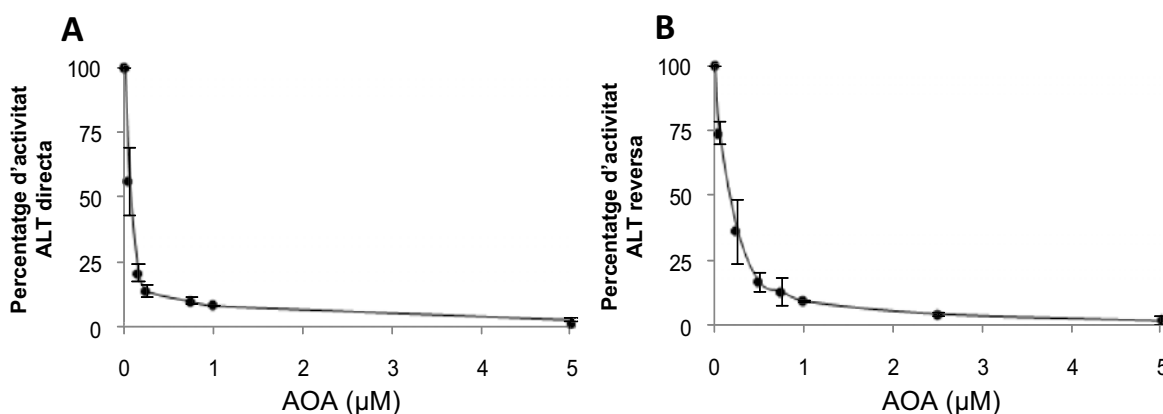 A
Percentatge d'activitat
ALT directa
100
75
50
25
0
0 1 2 3 4 5
AOA (µM)
B
Percentatge d'activitat
ALT reversa
100
75
50
25
0
0 1 2 3 4 5
AOA (µM)